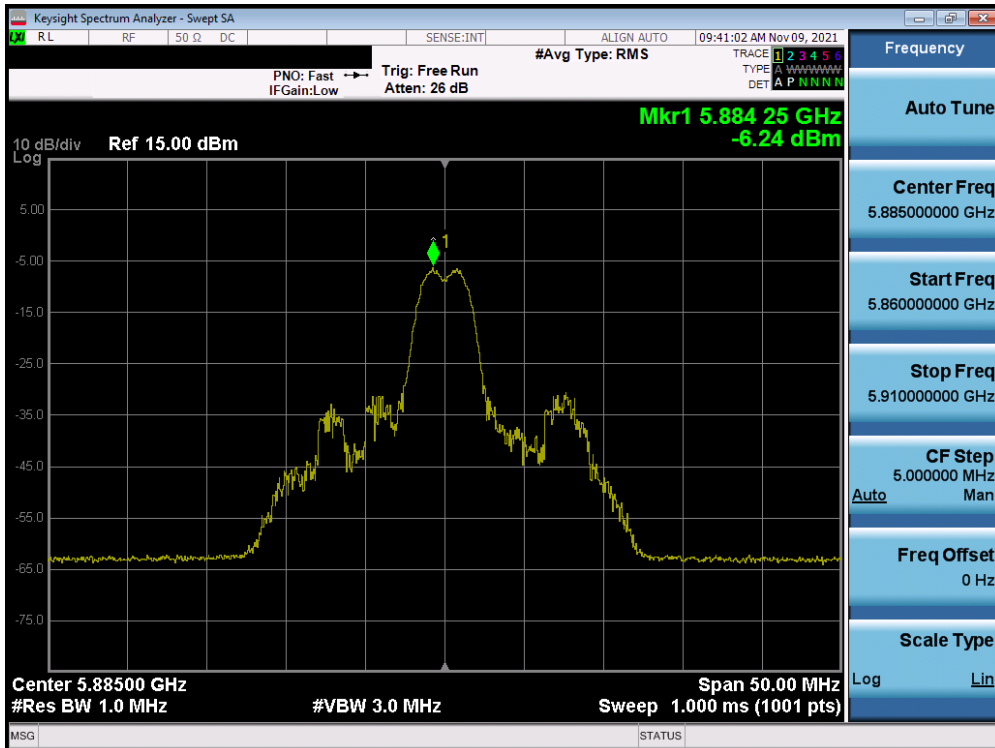 Keysight Spectrum Analyzer - Swept SA
LXI RL RF 50 Ω DC SENSE:INT ALIGN AUTO 09:41:02 AM Nov 09, 2021
#Avg Type: RMS
TRACE 1 2 3 4 5 6
PNO: Fast Trig: Free Run
TYPE A WWWWW
IFGain:Low Atten: 26 dB
DET A P N N N N
Mkr1 5.884 25 GHz
-6.24 dBm
10 dB/div Ref 15.00 dBm
Log
5.00
1
-5.00
-15.0
-25.0
-35.0
-45.0
-55.0
-65.0
-75.0
Center 5.88500 GHz Span 50.00 MHz
#Res BW 1.0 MHz #VBW 3.0 MHz Sweep 1.000 ms (1001 pts)
MSG STATUS
Frequency
Auto Tune
Center Freq
5.885000000 GHz
Start Freq
5.860000000 GHz
Stop Freq
5.910000000 GHz
CF Step
5.000000 MHz
Auto Man
Freq Offset
0 Hz
Scale Type
Log Lin